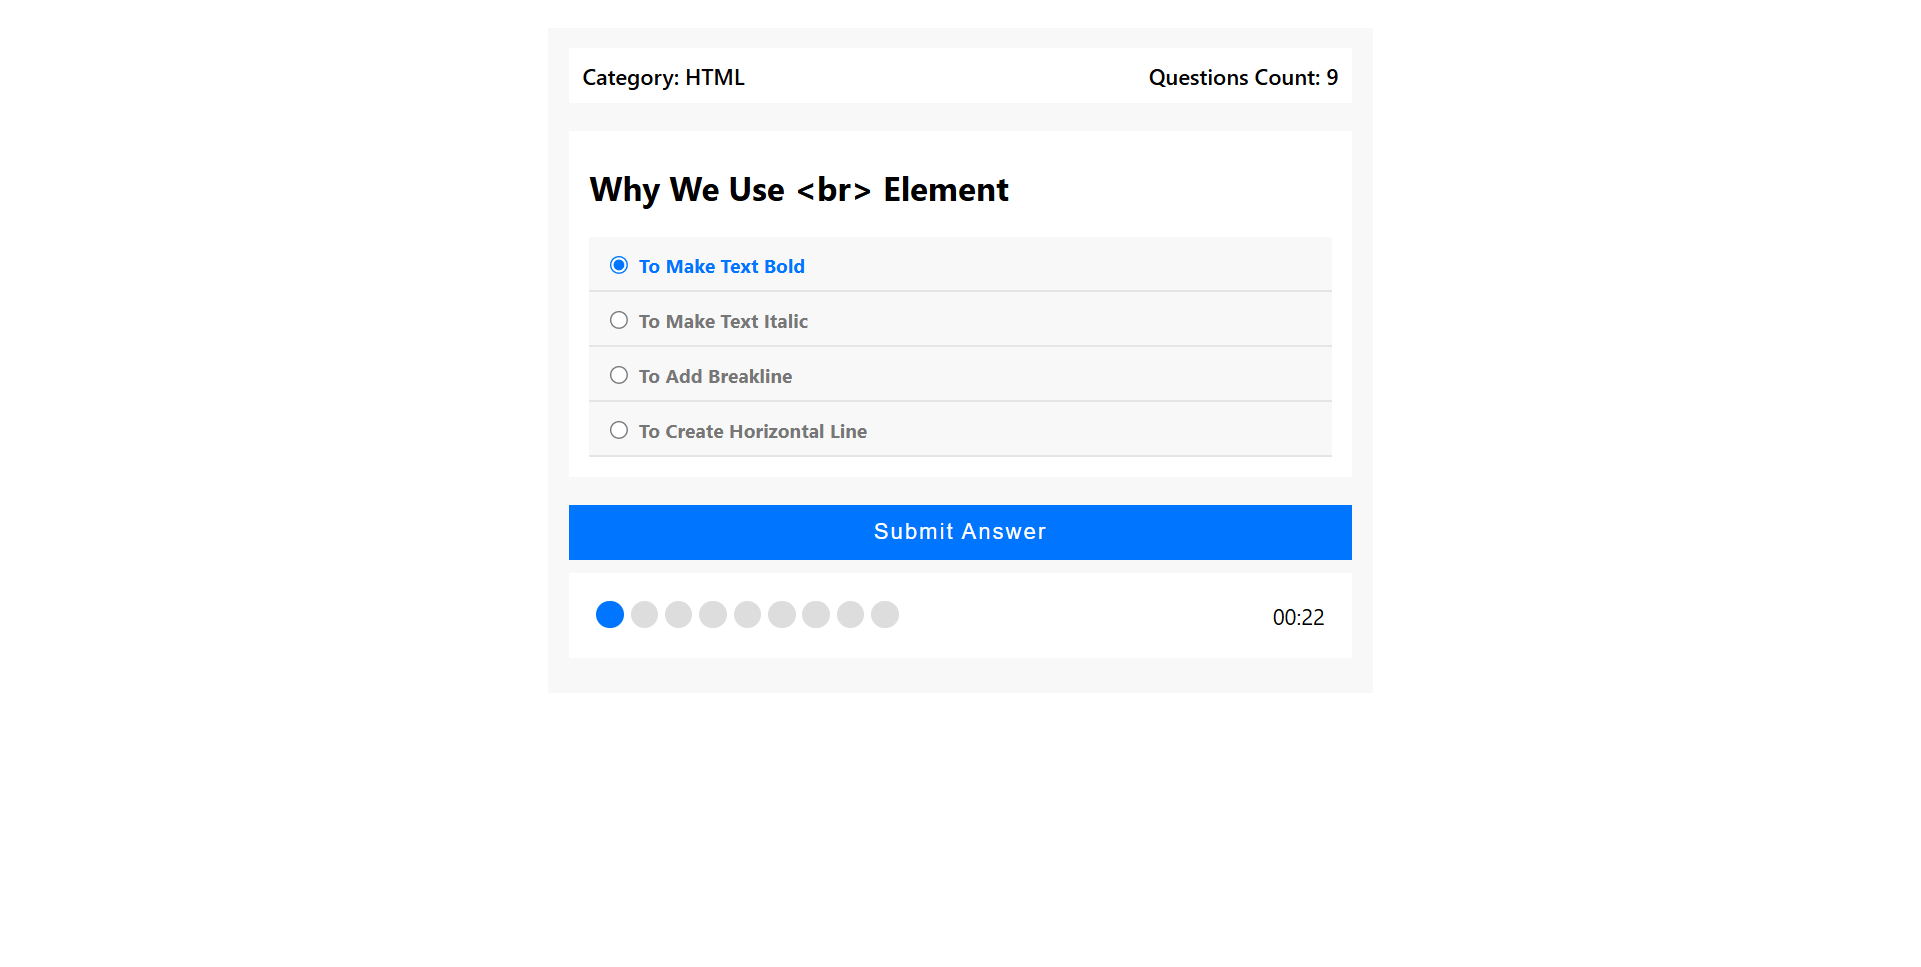 Category: HTML
Questions Count: 9
Why We Use <br> Element
To Make Text Bold
To Make Text Italic
To Add Breakline
To Create Horizontal Line
Submit Answer
00:22